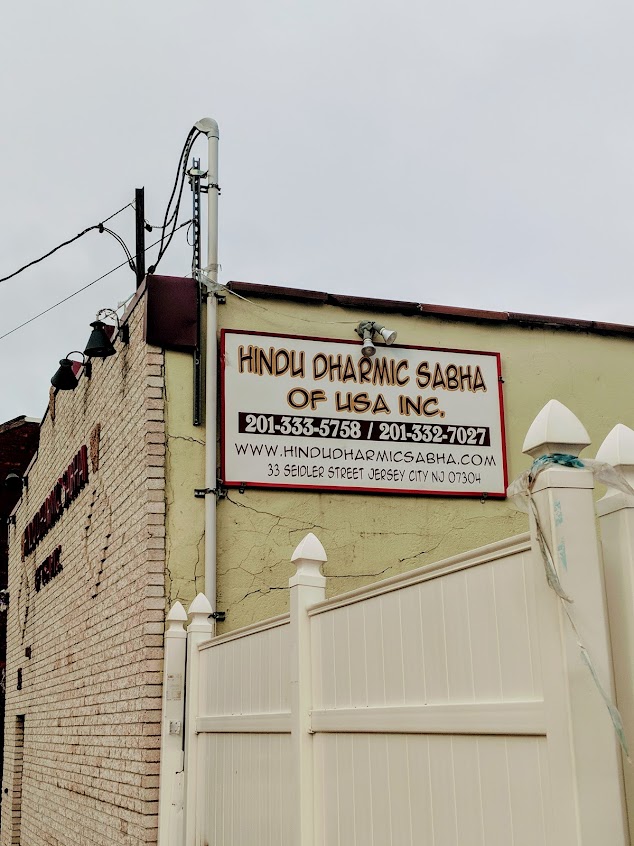 HINDU DHARMIC SABHA
OF USA INC.
201-333-5758 / 201-332-7027
WWW.HINDUDHARMICSABHA.COM
33 SEIDLER STREET JERSEY CITY NJ 07304